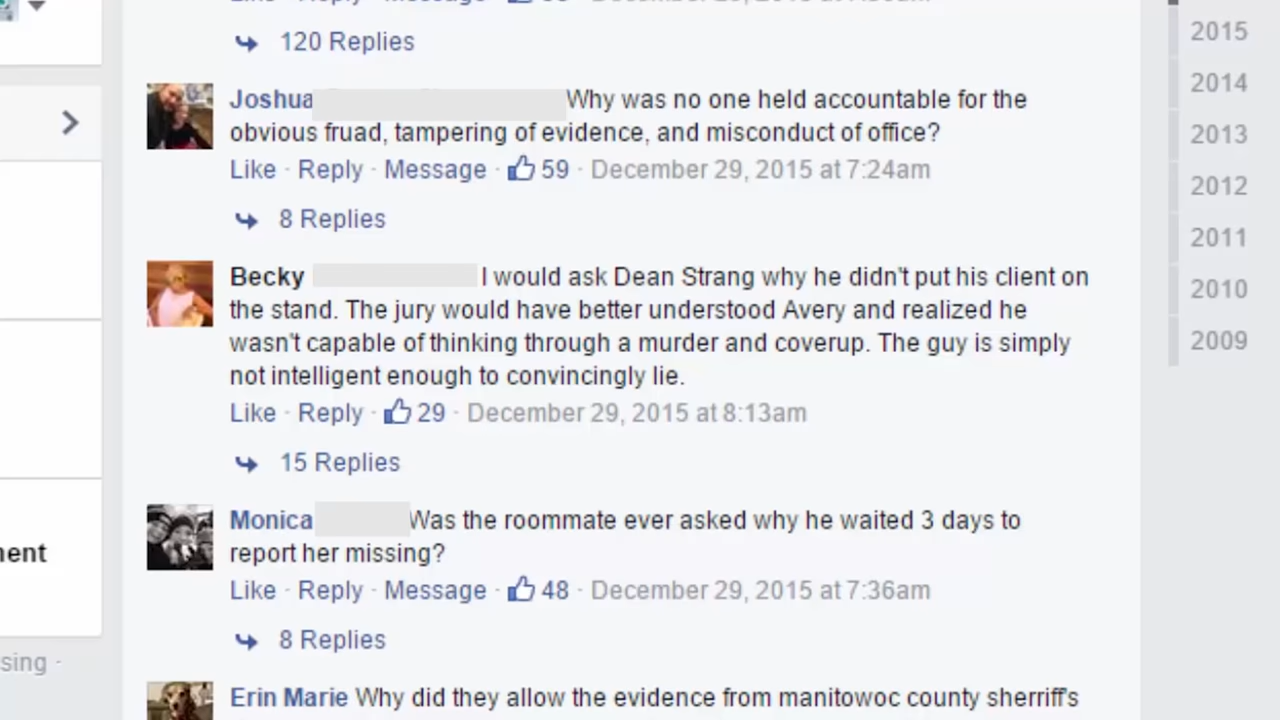 120 Replies
Joshua Why was no one held accountable for the
obvious fruad, tampering of evidence, and misconduct of office?
Like · Reply · Message · 59 · December 29, 2015 at 7:24am
8 Replies
Becky I would ask Dean Strang why he didn't put his client on
the stand. The jury would have better understood Avery and realized he
wasn't capable of thinking through a murder and coverup. The guy is simply
not intelligent enough to convincingly lie.
Like · Reply · 29 · December 29, 2015 at 8:13am
15 Replies
Monica Was the roommate ever asked why he waited 3 days to
report her missing?
Like · Reply · Message · 48 · December 29, 2015 at 7:36am
8 Replies
Erin Marie Why did they allow the evidence from manitowoc county sherriff's
nent
sing ·
2015
2014
2013
2012
2011
2010
2009